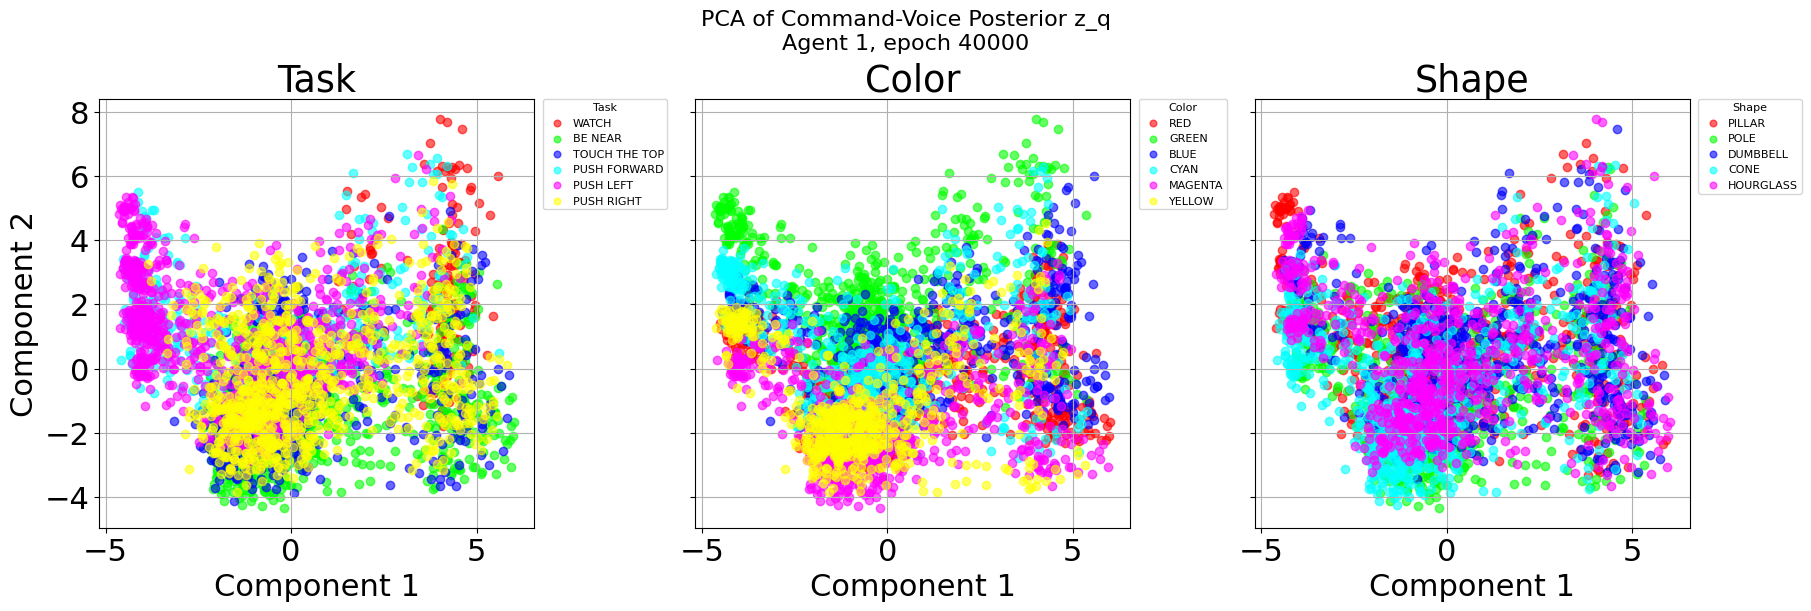 PCA of Command-Voice Posterior z_q
Agent 1, epoch 40000
Task
Component 2
8
6
4
2
0
−2
−4
−5 0 5
Component 1
Task
WATCH
BE NEAR
TOUCH THE TOP
PUSH FORWARD
PUSH LEFT
PUSH RIGHT
Color
−5 0 5
Component 1
Color
RED
GREEN
BLUE
CYAN
MAGENTA
YELLOW
Shape
−5 0 5
Component 1
Shape
PILLAR
POLE
DUMBBELL
CONE
HOURGLASS